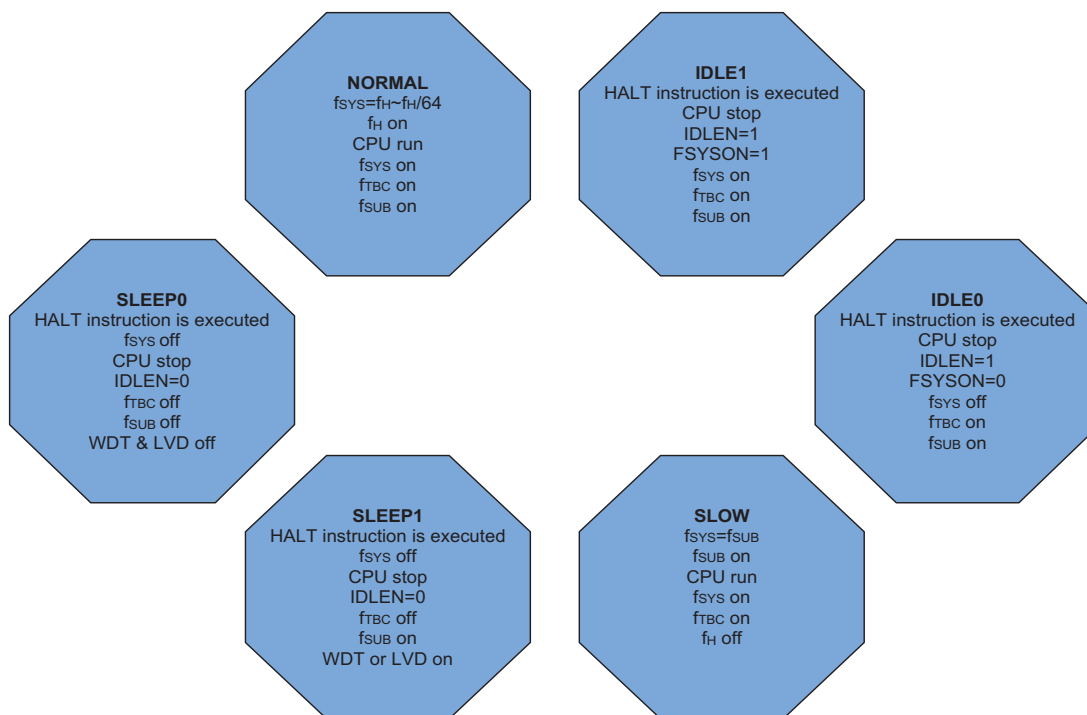 NORMAL
fSYS=fH~fH/64
fH on
CPU run
fSYS on
fTBC on
fSUB on
IDLE1
HALT instruction is executed
CPU stop
IDLEN=1
FSYSON=1
fSYS on
fTBC on
fSUB on
SLEEP0
HALT instruction is executed
fSYS off
CPU stop
IDLEN=0
fTBC off
fSUB off
WDT & LVD off
IDLE0
HALT instruction is executed
CPU stop
IDLEN=1
FSYSON=0
fSYS off
fTBC on
fSUB on
SLEEP1
HALT instruction is executed
fSYS off
CPU stop
IDLEN=0
fTBC off
fSUB on
WDT or LVD on
SLOW
fSYS=fSUB
fSUB on
CPU run
fSYS on
fTBC on
fH off